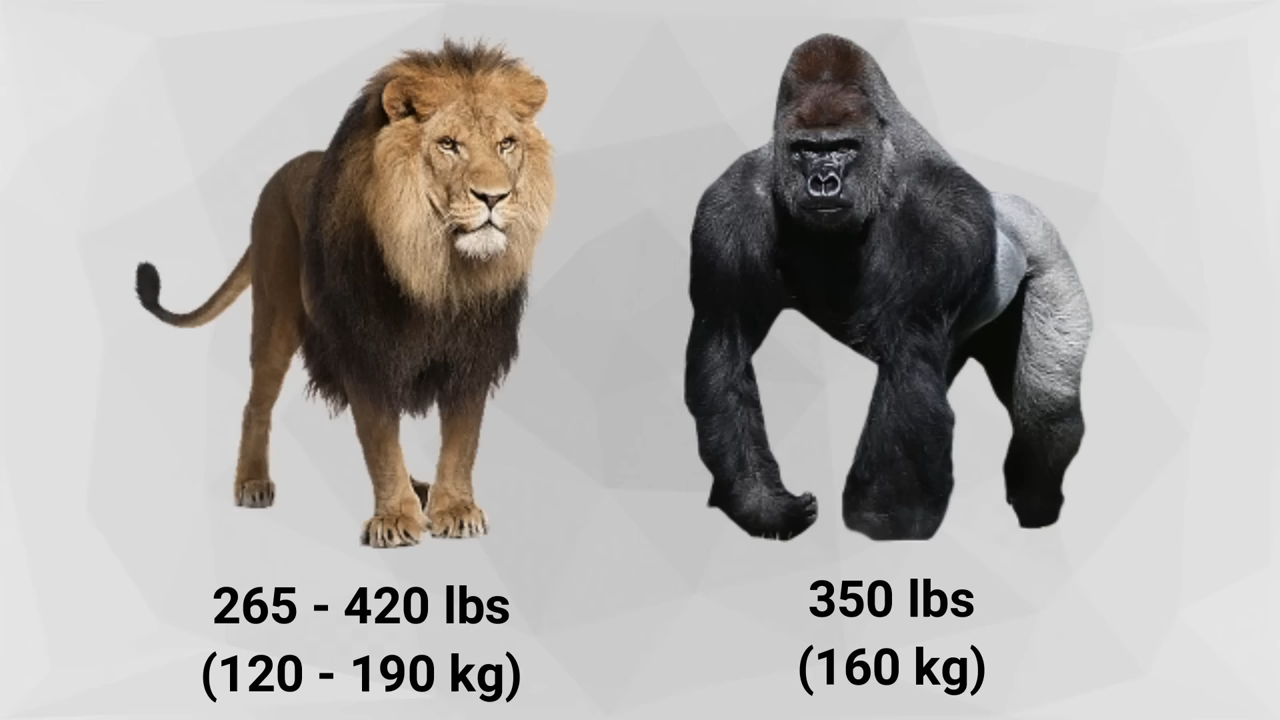 265 - 420 lbs
(120 - 190 kg)
350 lbs
(160 kg)